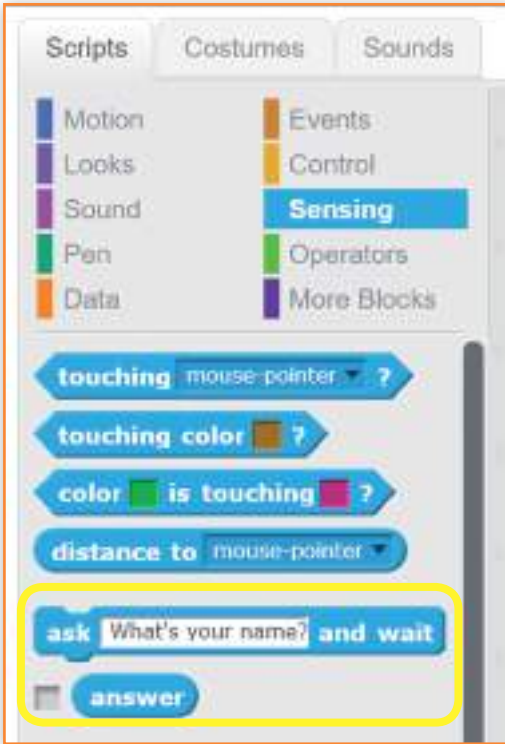 Scripts Costumes Sounds
Motion Events
Looks Control
Sound Sensing
Pen Operators
Data More Blocks
touching mouse-pointer ?
touching color ?
color is touching ?
distance to mouse-pointer
ask What's your name? and wait
answer